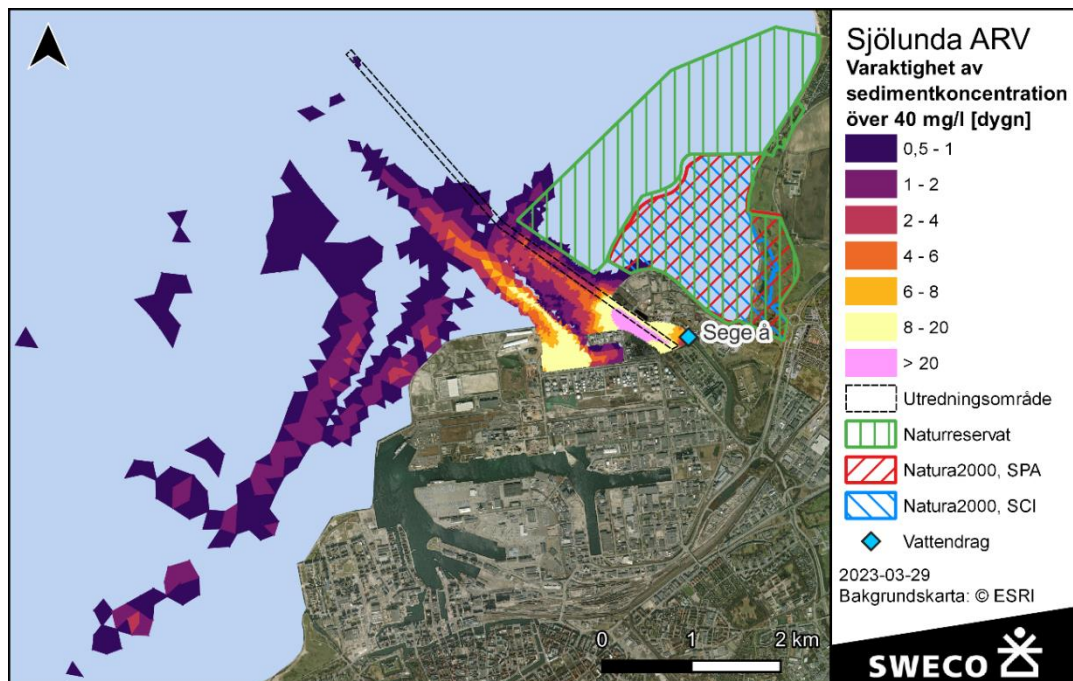 Sjölunda ARV
Varaktighet av
sedimentkoncentration
över 40 mg/l [dygn]
0,5 - 1
1 - 2
2 - 4
4 - 6
6 - 8
8 - 20
> 20
Utredningsområde
Naturreservat
Natura2000, SPA
Natura2000, SCI
Vattendrag
2023-03-29
Bakgrundskarta: © ESRI
SWECO
Sege å
0 1 2 km